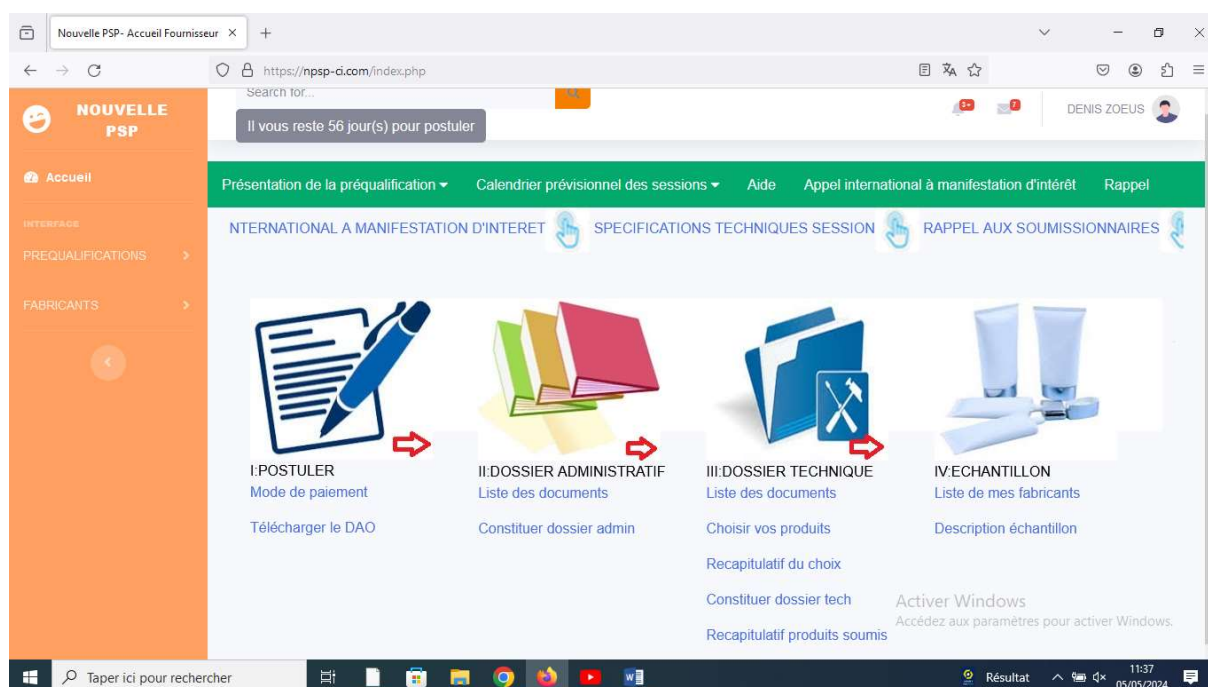 Nouvelle PSP- Accueil Fournisseur
https://npsp-ci.com/index.php
NOUVELLE
PSP
Search for...
Il vous reste 56 jour(s) pour postuler
3+
7
DENIS ZOEUS
Accueil
INTERFACE
PREQUALIFICATIONS
FABRICANTS
Présentation de la préqualification
Calendrier prévisionnel des sessions
Aide
Appel international à manifestation d'intérêt
Rappel
NTERNATIONAL A MANIFESTATION D'INTERET
SPECIFICATIONS TECHNIQUES SESSION
RAPPEL AUX SOUMISSIONNAIRES
I:POSTULER
Mode de paiement
Télécharger le DAO
II:DOSSIER ADMINISTRATIF
Liste des documents
Constituer dossier admin
III:DOSSIER TECHNIQUE
Liste des documents
Choisir vos produits
Recapitulatif du choix
Constituer dossier tech
Recapitulatif produits soumis
IV:ECHANTILLON
Liste de mes fabricants
Description échantillon
Activer Windows
Accédez aux paramètres pour activer Windows.
Taper ici pour rechercher
Résultat
11:37
05/05/2024